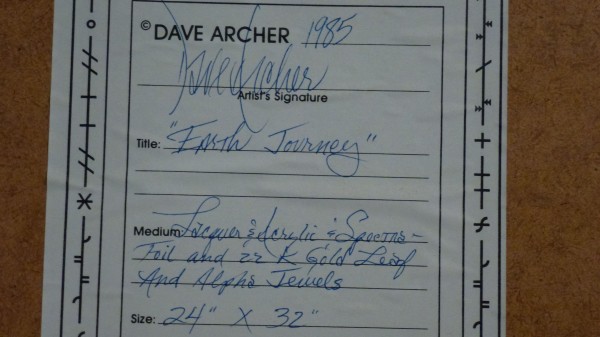 © DAVE ARCHER 1985
Dave Archer
Artist's Signature
Title: "Earth Journey"
Medium: Lacquer & Acrylic & Spectra-
Foil and 22 K Gold Leaf
And Alpha Jewels
Size: 24" X 32"